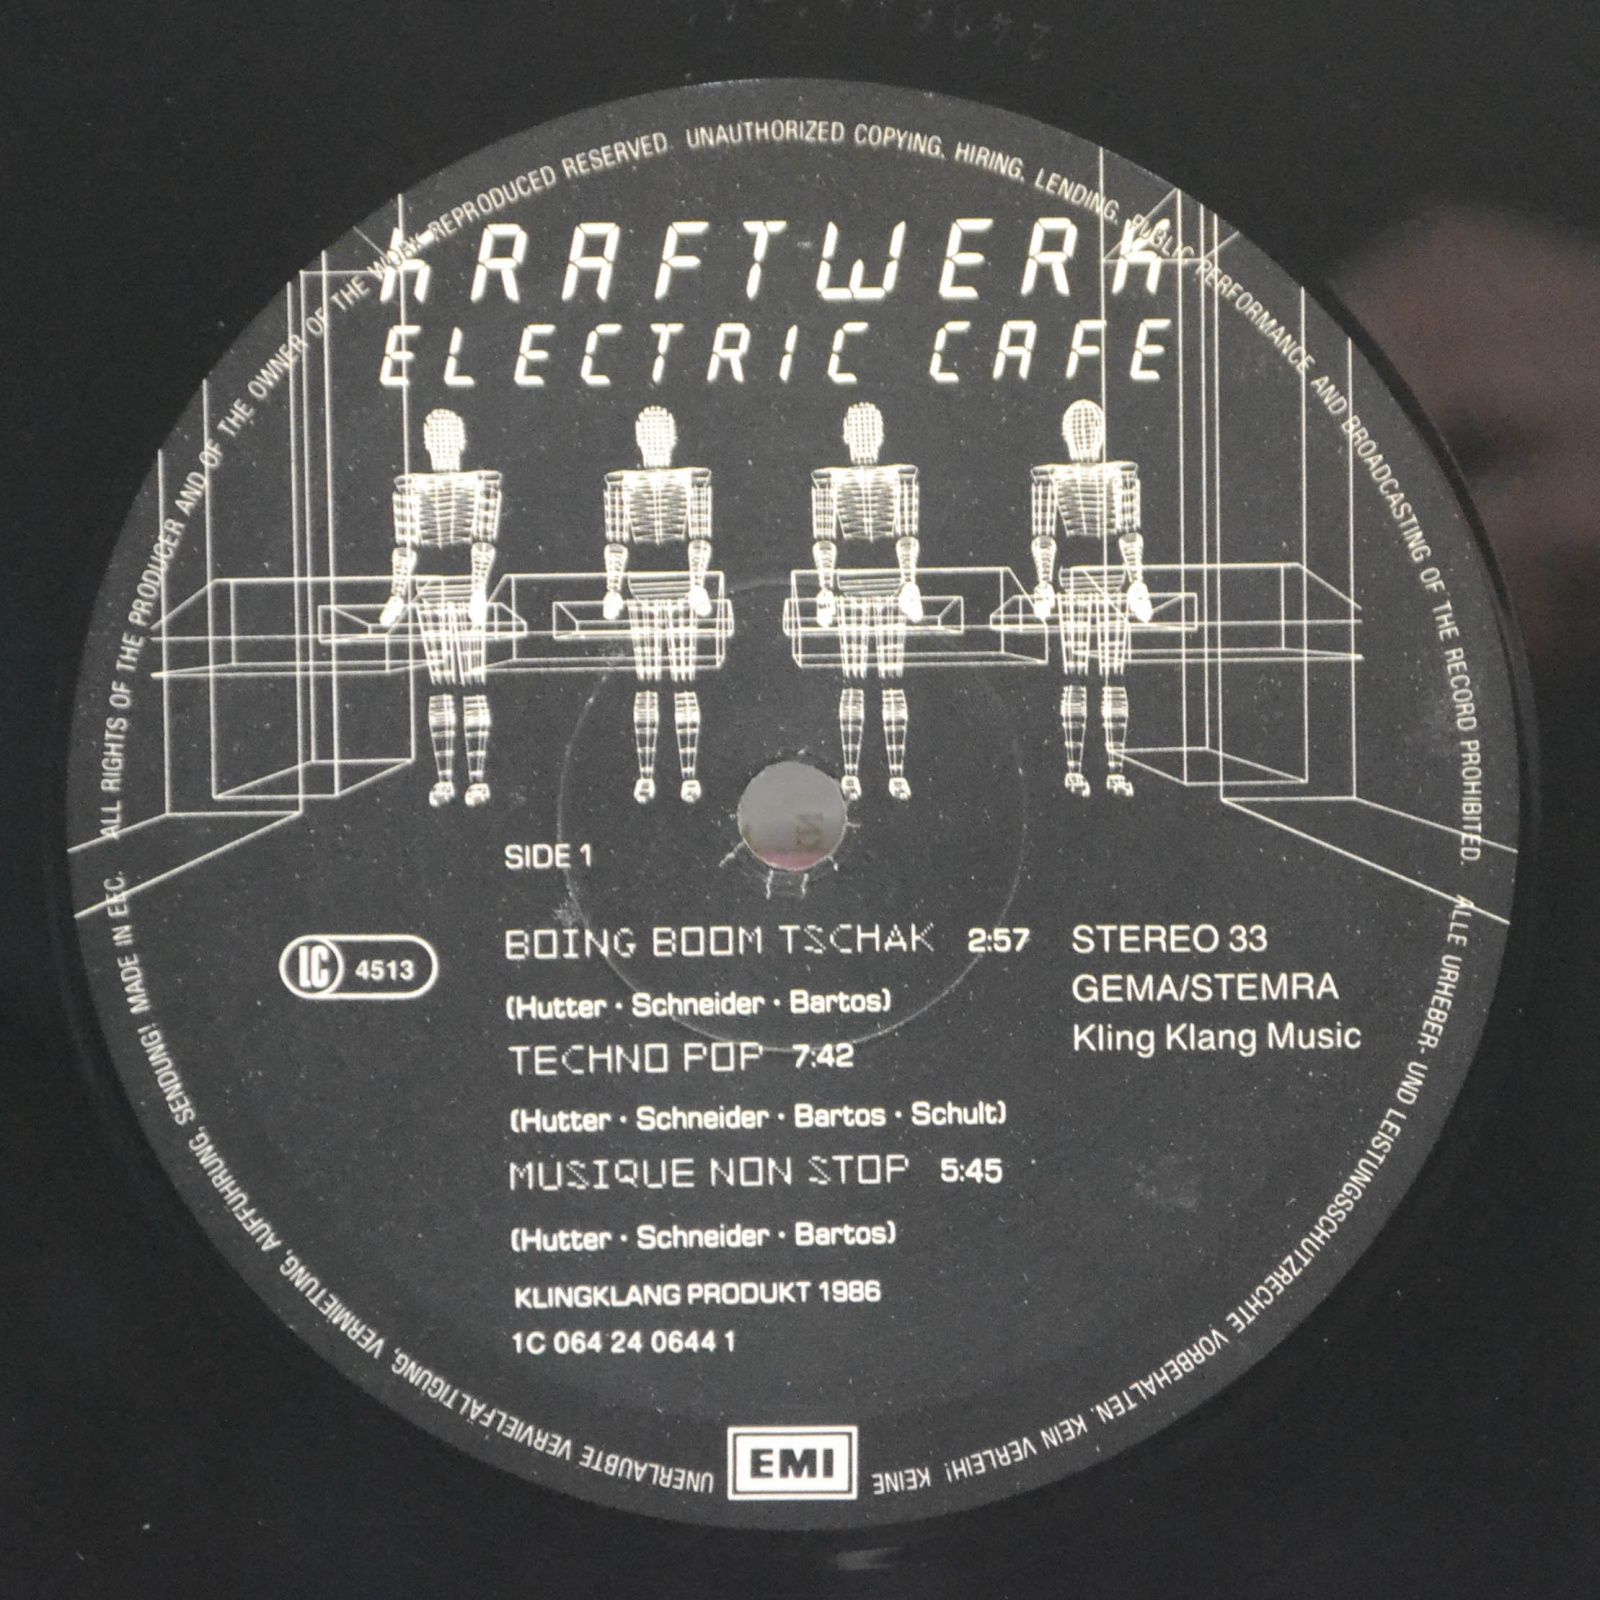 KRAFTWERK
ELECTRIC CAFE
SIDE 1
BOING BOOM TSCHAK 2:57
(Hutter · Schneider · Bartos)
TECHNO POP 7:42
(Hutter · Schneider · Bartos · Schult)
MUSIQUE NON STOP 5:45
(Hutter · Schneider · Bartos)
KLINGKLANG PRODUKT 1986
1C 064 24 0644 1
LC 4513
STEREO 33
GEMA/STEMRA
Kling Klang Music
EMI
ALL RIGHTS OF THE PRODUCER AND OF THE OWNER OF THE WORK REPRODUCED RESERVED. UNAUTHORIZED COPYING, HIRING, LENDING, PUBLIC PERFORMANCE AND BROADCASTING OF THE RECORD PROHIBITED.
ALLE URHEBER- UND LEISTUNGSSCHUTZRECHTE VORBEHALTEN. KEIN VERLEIH! KEINE UNERLAUBTE VERVIELFÄLTIGUNG, VERMIETUNG, AUFFÜHRUNG, SENDUNG! MADE IN EEC.